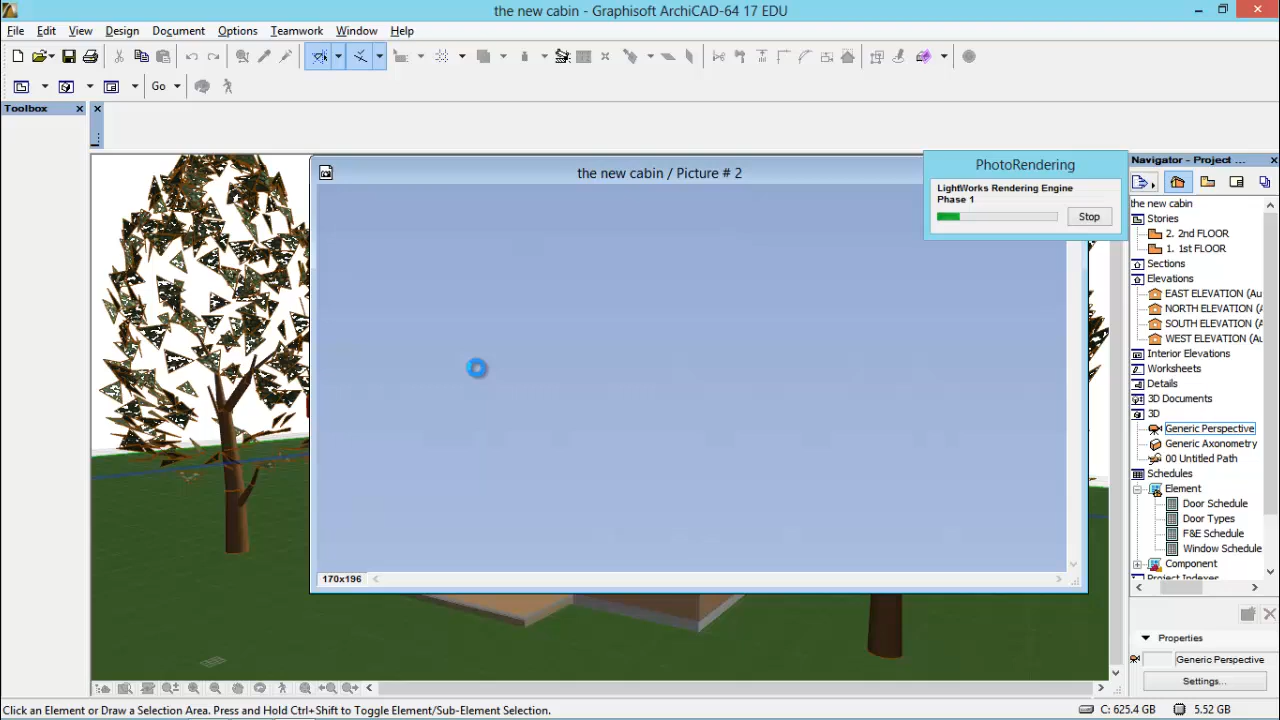 the new cabin - Graphisoft ArchiCAD-64 17 EDU
File Edit View Design Document Options Teamwork Window Help
Go
Toolbox
the new cabin / Picture # 2
PhotoRendering
LightWorks Rendering Engine
Phase 1
Stop
170x196
Navigator - Project ...
the new cabin
Stories
2. 2nd FLOOR
1. 1st FLOOR
Sections
Elevations
EAST ELEVATION (Au
NORTH ELEVATION (A
SOUTH ELEVATION (A
WEST ELEVATION (Au
Interior Elevations
Worksheets
Details
3D Documents
3D
Generic Perspective
Generic Axonometry
00 Untitled Path
Schedules
Element
Door Schedule
Door Types
F&E Schedule
Window Schedule
Component
Project Indexes
Properties
Generic Perspective
Settings...
Click an Element or Draw a Selection Area. Press and Hold Ctrl+Shift to Toggle Element/Sub-Element Selection.
C: 625.4 GB
5.52 GB